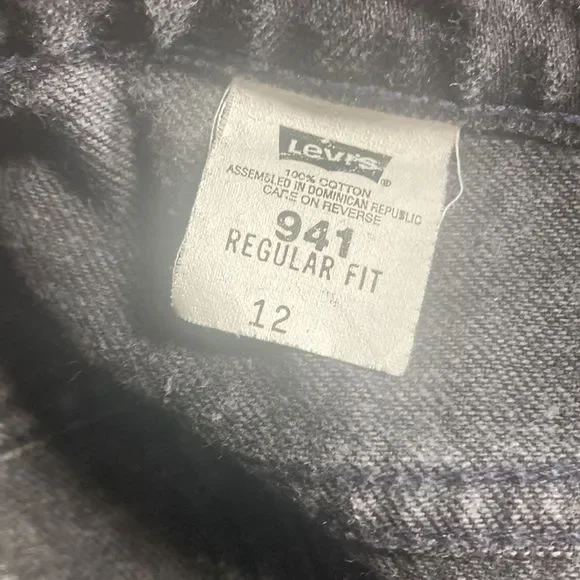 Levi's ®
100% COTTON
ASSEMBLED IN DOMINICAN REPUBLIC
CARE ON REVERSE
941
REGULAR FIT
12